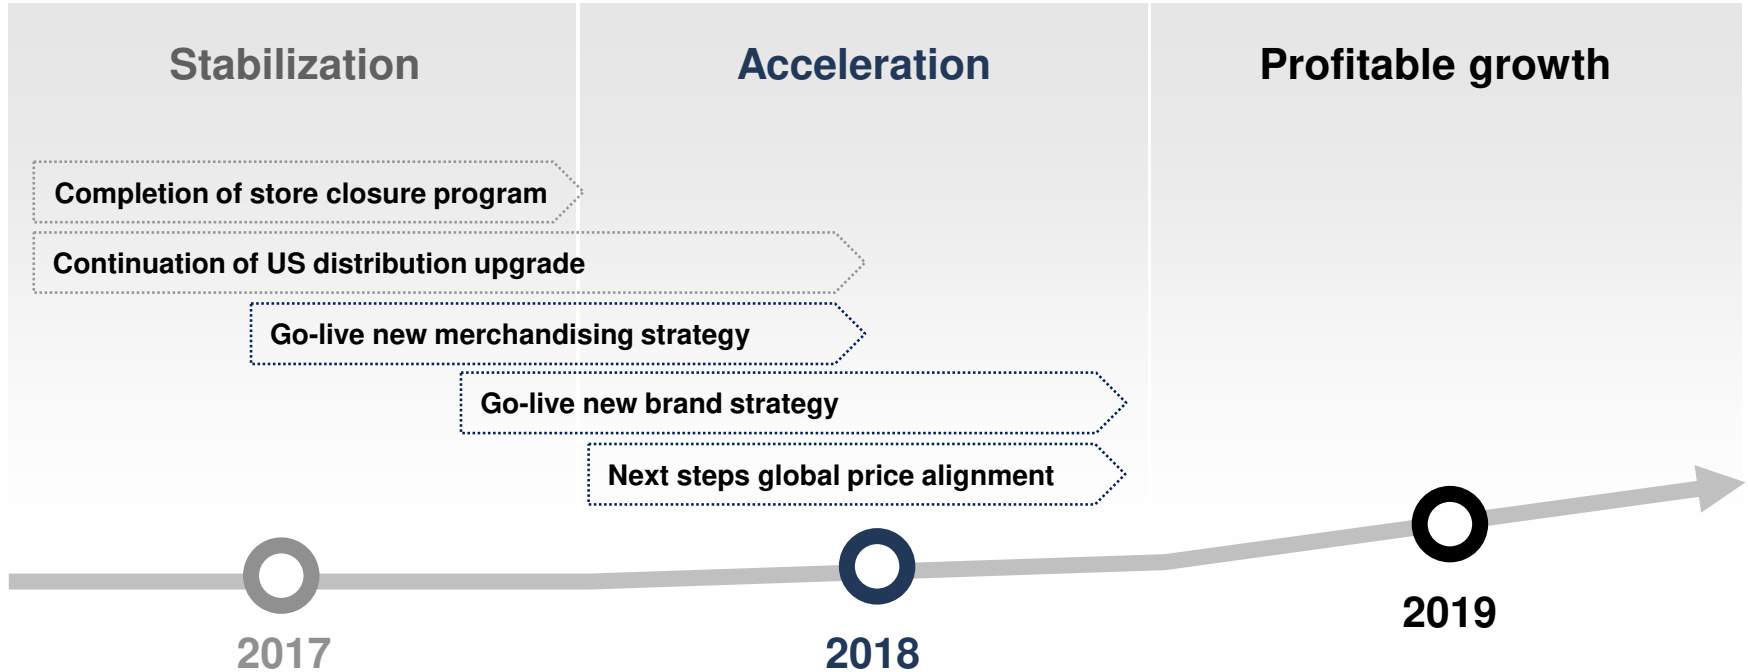 Stabilization
Acceleration
Profitable growth
Completion of store closure program
Continuation of US distribution upgrade
Go-live new merchandising strategy
Go-live new brand strategy
Next steps global price alignment
2017
2018
2019